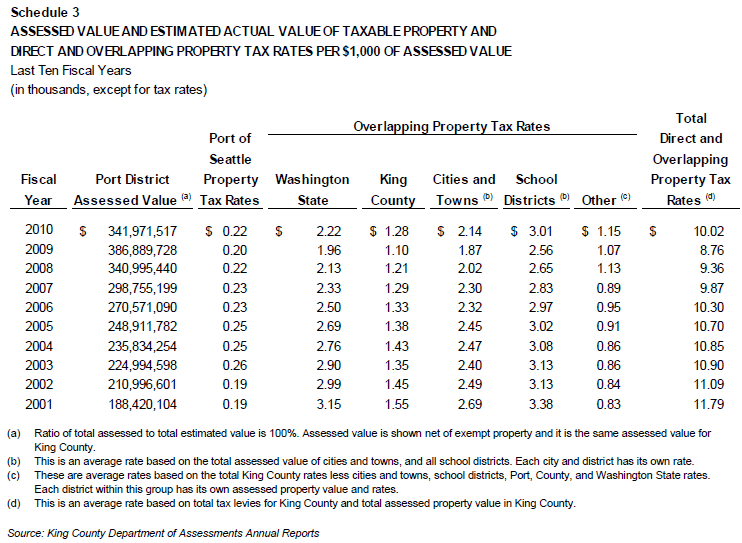 Schedule 3
ASSESSED VALUE AND ESTIMATED ACTUAL VALUE OF TAXABLE PROPERTY AND
DIRECT AND OVERLAPPING PROPERTY TAX RATES PER $1,000 OF ASSESSED VALUE
Last Ten Fiscal Years
(in thousands, except for tax rates)
Total
Overlapping Property Tax Rates
Port of Direct and
Seattle Overlapping
Fiscal Port District Property Washington King Cities and School Property Tax
Year Assessed Value (a) Tax Rates State County Towns (b) Districts (b) Other (c) Rates (d)
2010 $ 341,971,517 $ 0.22 $ 2.22 $ 1.28 $ 2.14 $ 3.01 $ 1.15 $ 10.02
2009 386,889,728 0.20 1.96 1.10 1.87 2.56 1.07 8.76
2008 340,995,440 0.22 2.13 1.21 2.02 2.65 1.13 9.36
2007 298,755,199 0.23 2.33 1.29 2.30 2.83 0.89 9.87
2006 270,571,090 0.23 2.50 1.33 2.32 2.97 0.95 10.30
2005 248,911,782 0.25 2.69 1.38 2.45 3.02 0.91 10.70
2004 235,834,254 0.25 2.76 1.43 2.47 3.08 0.86 10.85
2003 224,994,598 0.26 2.90 1.35 2.40 3.13 0.86 10.90
2002 210,996,601 0.19 2.99 1.45 2.49 3.13 0.84 11.09
2001 188,420,104 0.19 3.15 1.55 2.69 3.38 0.83 11.79
(a) Ratio of total assessed to total estimated value is 100%. Assessed value is shown net of exempt property and it is the same assessed value for
King County.
(b) This is an average rate based on the total assessed value of cities and towns, and all school districts. Each city and district has its own rate.
(c) These are average rates based on the total King County rates less cities and towns, school districts, Port, County, and Washington State rates.
Each district within this group has its own assessed property value and rates.
(d) This is an average rate based on total tax levies for King County and total assessed property value in King County.
Source: King County Department of Assessments Annual Reports